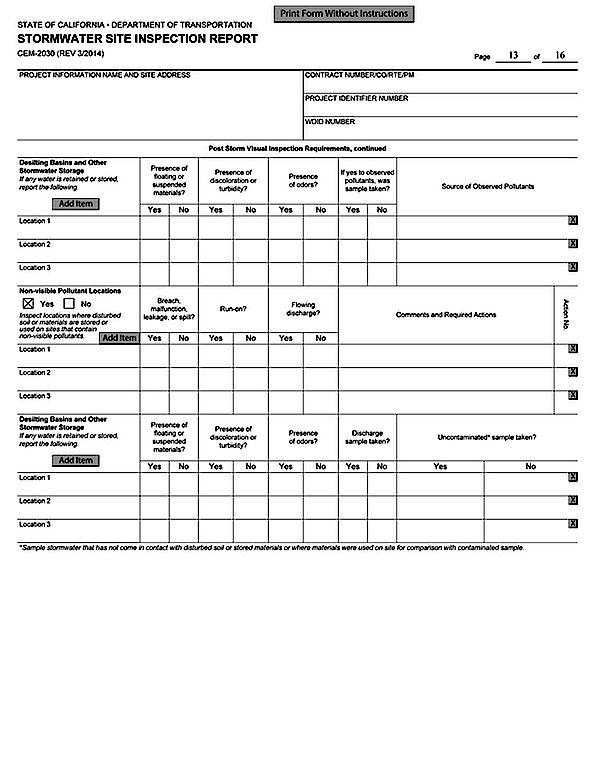 Print Form Without Instructions
STATE OF CALIFORNIA • DEPARTMENT OF TRANSPORTATION
STORMWATER SITE INSPECTION REPORT
CEM-2030 (REV 3/2014)
Page 13 of 16
PROJECT INFORMATION NAME AND SITE ADDRESS
CONTRACT NUMBER/CO/RTE/PM
PROJECT IDENTIFIER NUMBER
WDID NUMBER
Post Storm Visual Inspection Requirements, continued
Desilting Basins and Other
Stormwater Storage
If any water is retained or stored,
report the following.
Add Item
Presence of
floating or
suspended
materials?
Presence of
discoloration or
turbidity?
Presence
of odors?
If yes to observed
pollutants, was
sample taken?
Source of Observed Pollutants
Yes No Yes No Yes No Yes No
Location 1 X
Location 2 X
Location 3 X
Non-visible Pollutant Locations
X Yes No
Inspect locations where disturbed
soil or materials are stored or
used on sites that contain
non-visible pollutants.
Add Item
Breach,
malfunction,
leakage, or spill?
Run-on?
Flowing
discharge?
Comments and Required Actions
Action No.
Yes No Yes No Yes No
Location 1 X
Location 2 X
Location 3 X
Desilting Basins and Other
Stormwater Storage
If any water is retained or stored,
report the following.
Add Item
Presence of
floating or
suspended
materials?
Presence of
discoloration or
turbidity?
Presence
of odors?
Discharge
sample taken?
Uncontaminated* sample taken?
Yes No Yes No Yes No Yes No Yes No
Location 1 X
Location 2 X
Location 3 X
*Sample stormwater that has not come in contact with disturbed soil or stored materials or where materials were used on site for comparison with contaminated sample.